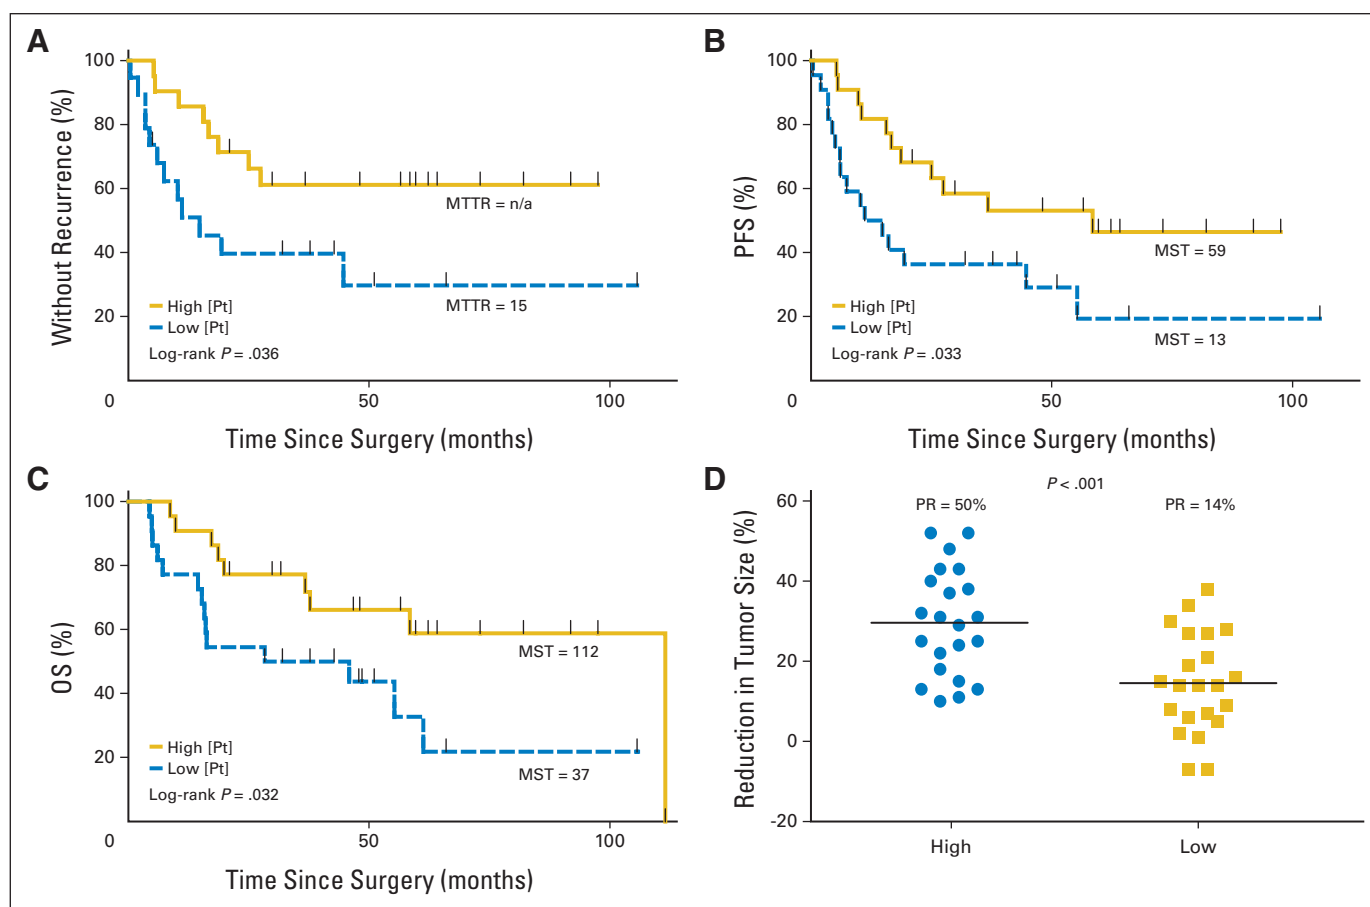 A
100
80
60
40
20
0
50
100
Without Recurrence (%)
MTTR = n/a
MTTR = 15
High [Pt]
Low [Pt]
Log-rank P = .036
Time Since Surgery (months)
B
100
80
60
40
20
0
50
100
PFS (%)
MST = 59
MST = 13
High [Pt]
Low [Pt]
Log-rank P = .033
Time Since Surgery (months)
C
100
80
60
40
20
0
50
100
OS (%)
MST = 112
MST = 37
High [Pt]
Low [Pt]
Log-rank P = .032
Time Since Surgery (months)
D
P < .001
PR = 50%
PR = 14%
60
40
20
0
-20
Reduction in Tumor Size (%)
High
Low